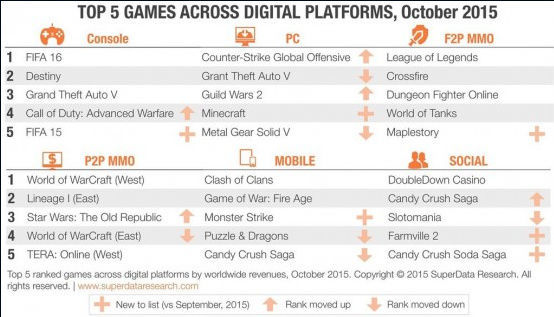 TOP 5 GAMES ACROSS DIGITAL PLATFORMS, October 2015
Console PC F2P MMO
1 FIFA 16 Counter-Strike Global Offensive League of Legends
2 Destiny Grant Theft Auto V Crossfire
3 Grand Theft Auto V Guild Wars 2 Dungeon Fighter Online
4 Call of Duty: Advanced Warfare Minecraft World of Tanks
5 FIFA 15 Metal Gear Solid V Maplestory
P2P MMO MOBILE SOCIAL
1 World of WarCraft (West) Clash of Clans DoubleDown Casino
2 Lineage I (East) Game of War: Fire Age Candy Crush Saga
3 Star Wars: The Old Republic Monster Strike Slotomania
4 World of WarCraft (East) Puzzle & Dragons Farmville 2
5 TERA: Online (West) Candy Crush Saga Candy Crush Soda Saga
Top 5 ranked games across digital platforms by worldwide revenues, October 2015. Copyright © 2015 SuperData Research. All
rights reserved. | www.superdataresearch.com
New to list (vs September, 2015) Rank moved up Rank moved down